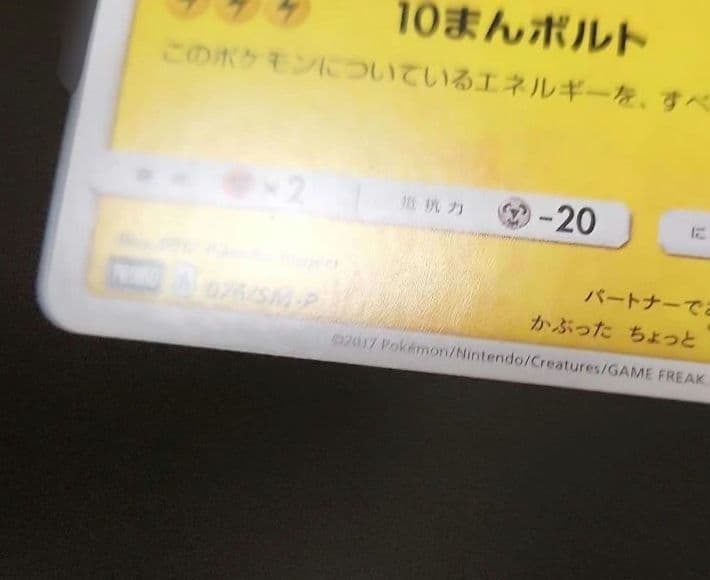 10まんボルト
このポケモンについているエネルギーを、すべ
×2 抵抗力 -20
に
026/SM-P
パートナーで
かぶった ちょっと
©2017 Pokémon/Nintendo/Creatures/GAME FREAK.